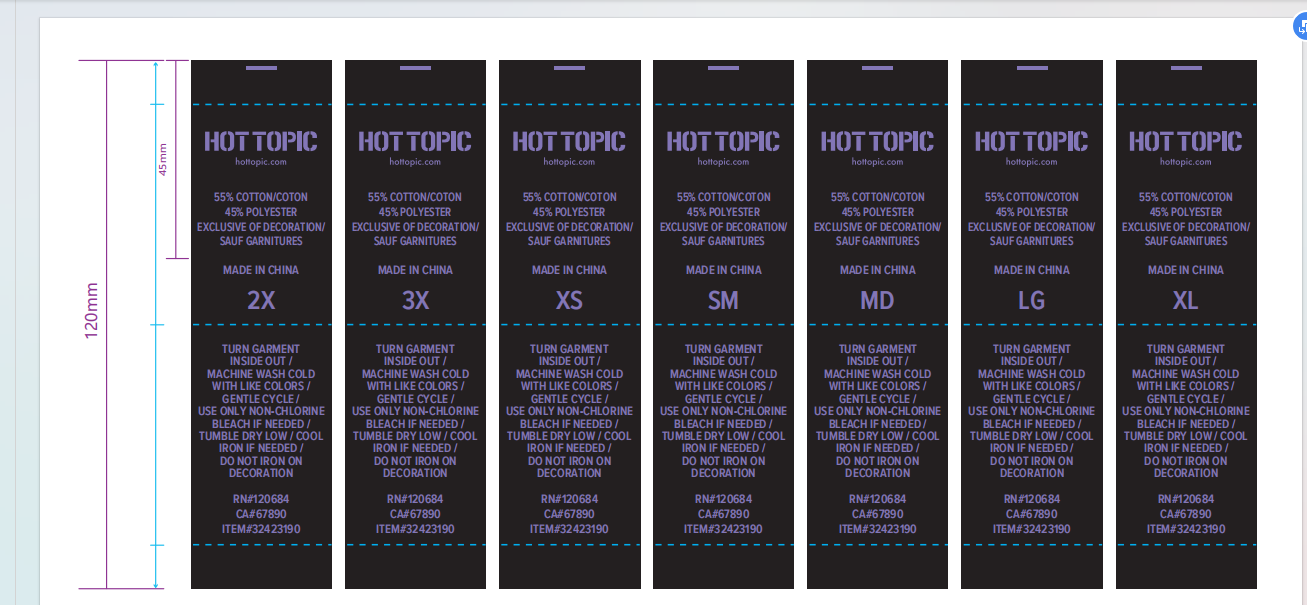 120mm
45mm
HOT TOPIC
hottopic.com
55% COTTON/COTON
45% POLYESTER
EXCLUSIVE OF DECORATION/
SAUF GARNITURES
MADE IN CHINA
2X
TURN GARMENT
INSIDE OUT /
MACHINE WASH COLD
WITH LIKE COLORS /
GENTLE CYCLE /
USE ONLY NON-CHLORINE
BLEACH IF NEEDED /
TUMBLE DRY LOW / COOL
IRON IF NEEDED /
DO NOT IRON ON
DECORATION
RN#120684
CA#67890
ITEM#32423190
HOT TOPIC
hottopic.com
55% COTTON/COTON
45% POLYESTER
EXCLUSIVE OF DECORATION/
SAUF GARNITURES
MADE IN CHINA
3X
TURN GARMENT
INSIDE OUT /
MACHINE WASH COLD
WITH LIKE COLORS /
GENTLE CYCLE /
USE ONLY NON-CHLORINE
BLEACH IF NEEDED /
TUMBLE DRY LOW / COOL
IRON IF NEEDED /
DO NOT IRON ON
DECORATION
RN#120684
CA#67890
ITEM#32423190
HOT TOPIC
hottopic.com
55% COTTON/COTON
45% POLYESTER
EXCLUSIVE OF DECORATION/
SAUF GARNITURES
MADE IN CHINA
XS
TURN GARMENT
INSIDE OUT /
MACHINE WASH COLD
WITH LIKE COLORS /
GENTLE CYCLE /
USE ONLY NON-CHLORINE
BLEACH IF NEEDED /
TUMBLE DRY LOW / COOL
IRON IF NEEDED /
DO NOT IRON ON
DECORATION
RN#120684
CA#67890
ITEM#32423190
HOT TOPIC
hottopic.com
55% COTTON/COTON
45% POLYESTER
EXCLUSIVE OF DECORATION/
SAUF GARNITURES
MADE IN CHINA
SM
TURN GARMENT
INSIDE OUT /
MACHINE WASH COLD
WITH LIKE COLORS /
GENTLE CYCLE /
USE ONLY NON-CHLORINE
BLEACH IF NEEDED /
TUMBLE DRY LOW / COOL
IRON IF NEEDED /
DO NOT IRON ON
DECORATION
RN#120684
CA#67890
ITEM#32423190
HOT TOPIC
hottopic.com
55% COTTON/COTON
45% POLYESTER
EXCLUSIVE OF DECORATION/
SAUF GARNITURES
MADE IN CHINA
MD
TURN GARMENT
INSIDE OUT /
MACHINE WASH COLD
WITH LIKE COLORS /
GENTLE CYCLE /
USE ONLY NON-CHLORINE
BLEACH IF NEEDED /
TUMBLE DRY LOW / COOL
IRON IF NEEDED /
DO NOT IRON ON
DECORATION
RN#120684
CA#67890
ITEM#32423190
HOT TOPIC
hottopic.com
55% COTTON/COTON
45% POLYESTER
EXCLUSIVE OF DECORATION/
SAUF GARNITURES
MADE IN CHINA
LG
TURN GARMENT
INSIDE OUT /
MACHINE WASH COLD
WITH LIKE COLORS /
GENTLE CYCLE /
USE ONLY NON-CHLORINE
BLEACH IF NEEDED /
TUMBLE DRY LOW / COOL
IRON IF NEEDED /
DO NOT IRON ON
DECORATION
RN#120684
CA#67890
ITEM#32423190
HOT TOPIC
hottopic.com
55% COTTON/COTON
45% POLYESTER
EXCLUSIVE OF DECORATION/
SAUF GARNITURES
MADE IN CHINA
XL
TURN GARMENT
INSIDE OUT /
MACHINE WASH COLD
WITH LIKE COLORS /
GENTLE CYCLE /
USE ONLY NON-CHLORINE
BLEACH IF NEEDED /
TUMBLE DRY LOW / COOL
IRON IF NEEDED /
DO NOT IRON ON
DECORATION
RN#120684
CA#67890
ITEM#32423190